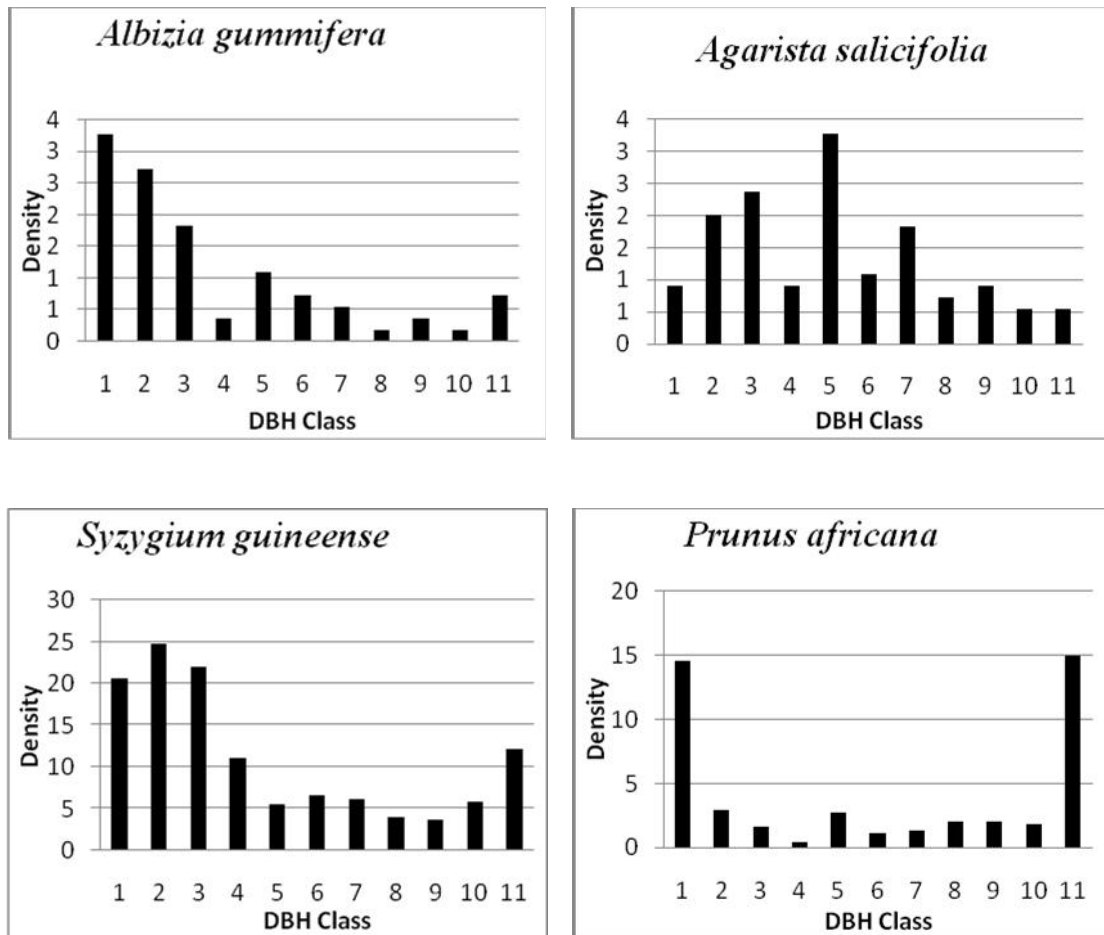 Albizia gummifera
4
3
3
2
2
1
1
0
Density
1 2 3 4 5 6 7 8 9 10 11
DBH Class
Agarista salicifolia
4
3
3
2
2
1
1
0
Density
1 2 3 4 5 6 7 8 9 10 11
DBH Class
Syzygium guineense
30
25
20
15
10
5
0
Density
1 2 3 4 5 6 7 8 9 10 11
DBH Class
Prunus africana
20
15
10
5
0
Density
1 2 3 4 5 6 7 8 9 10 11
DBH Class